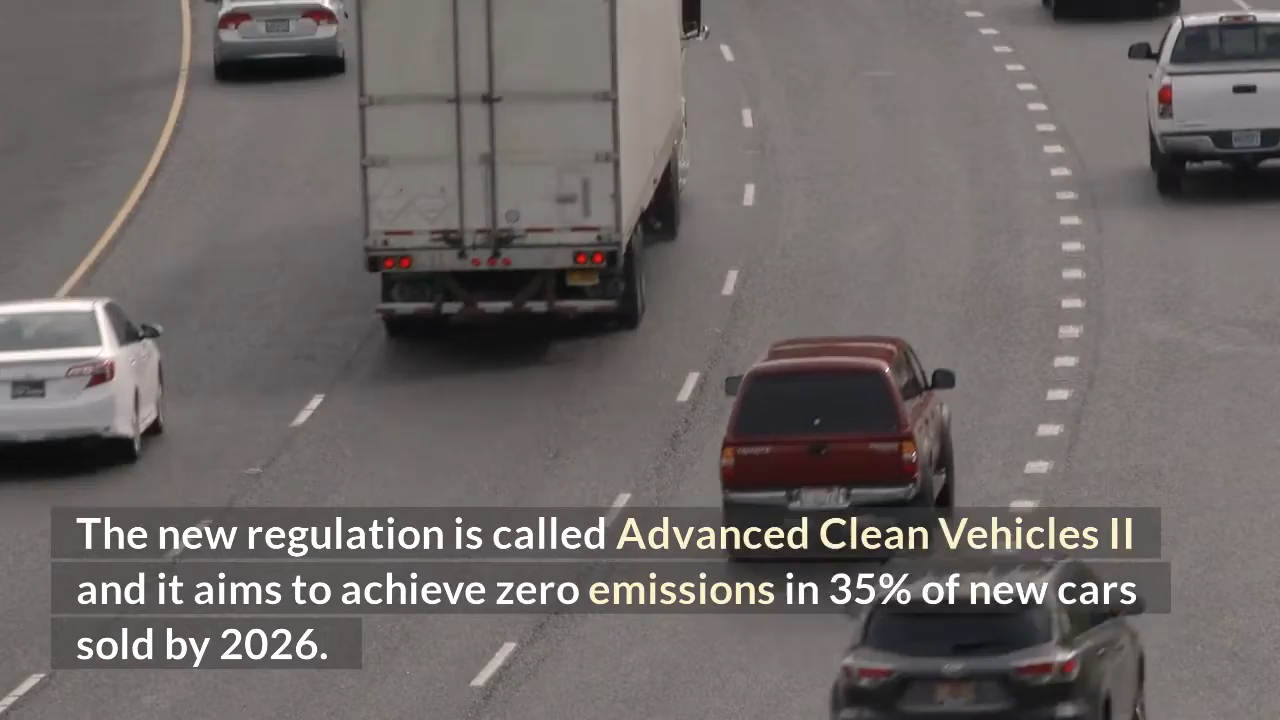 The new regulation is called Advanced Clean Vehicles II
and it aims to achieve zero emissions in 35% of new cars
sold by 2026.